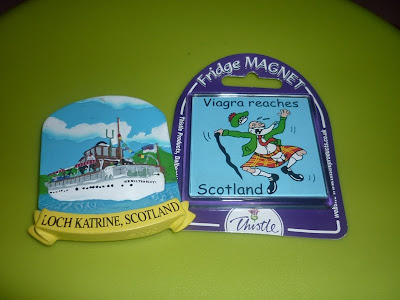 LOCH KATRINE, SCOTLAND
Fridge MAGNET
Viagra reaches
Scotland
Thistle